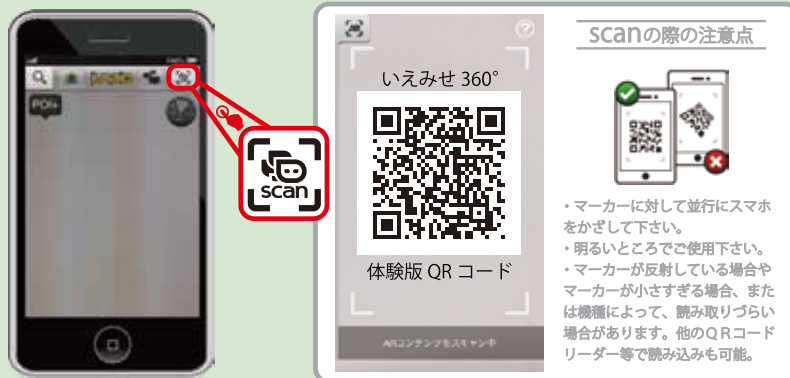 POI+
scan
いえみせ 360°
体験版 QR コード
ARコンテンツをスキャン中
scanの際の注意点
・マーカーに対して並行にスマホ
をかざして下さい。
・明るいところでご使用下さい。
・マーカーが反射している場合や
マーカーが小さすぎる場合、また
は機種によって、読み取りづらい
場合があります。他のＱＲコード
リーダー等で読み込みも可能。